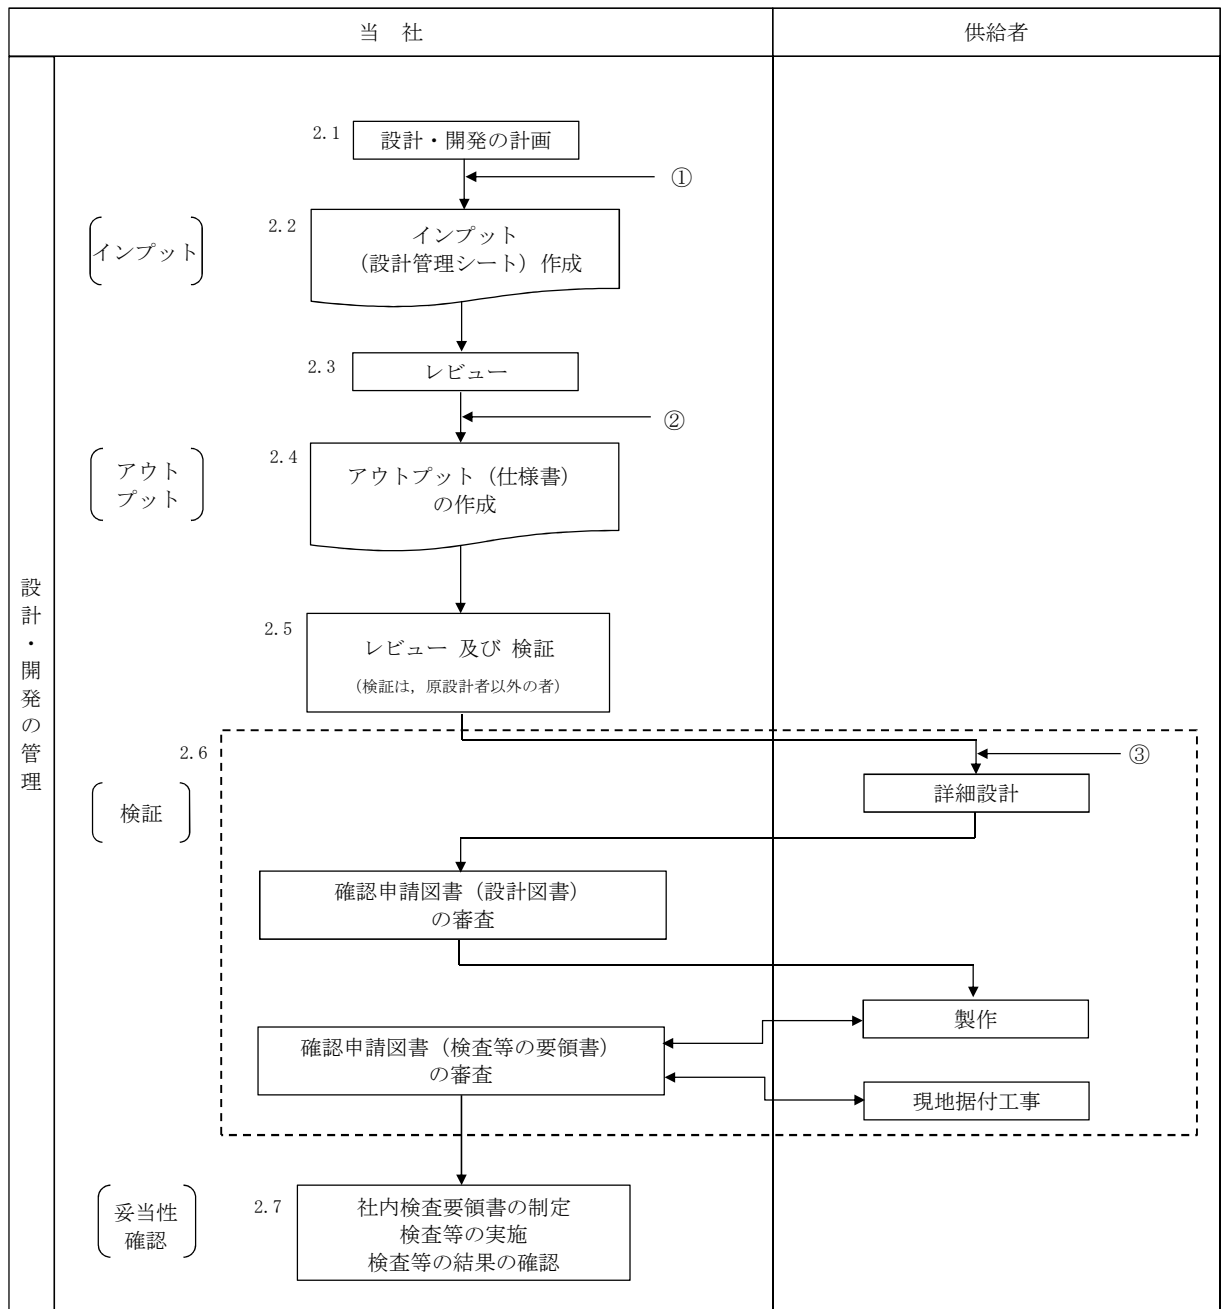 当 社
供給者
設計・開発の管理
2.1
設計・開発の計画
①
インプット
2.2
インプット
（設計管理シート）作成
2.3
レビュー
②
アウト
プット
2.4
アウトプット（仕様書）
の作成
2.5
レビュー 及び 検証
（検証は，原設計者以外の者）
2.6
③
検証
詳細設計
確認申請図書（設計図書）
の審査
製作
確認申請図書（検査等の要領書）
の審査
現地据付工事
妥当性
確認
2.7
社内検査要領書の制定
検査等の実施
検査等の結果の確認